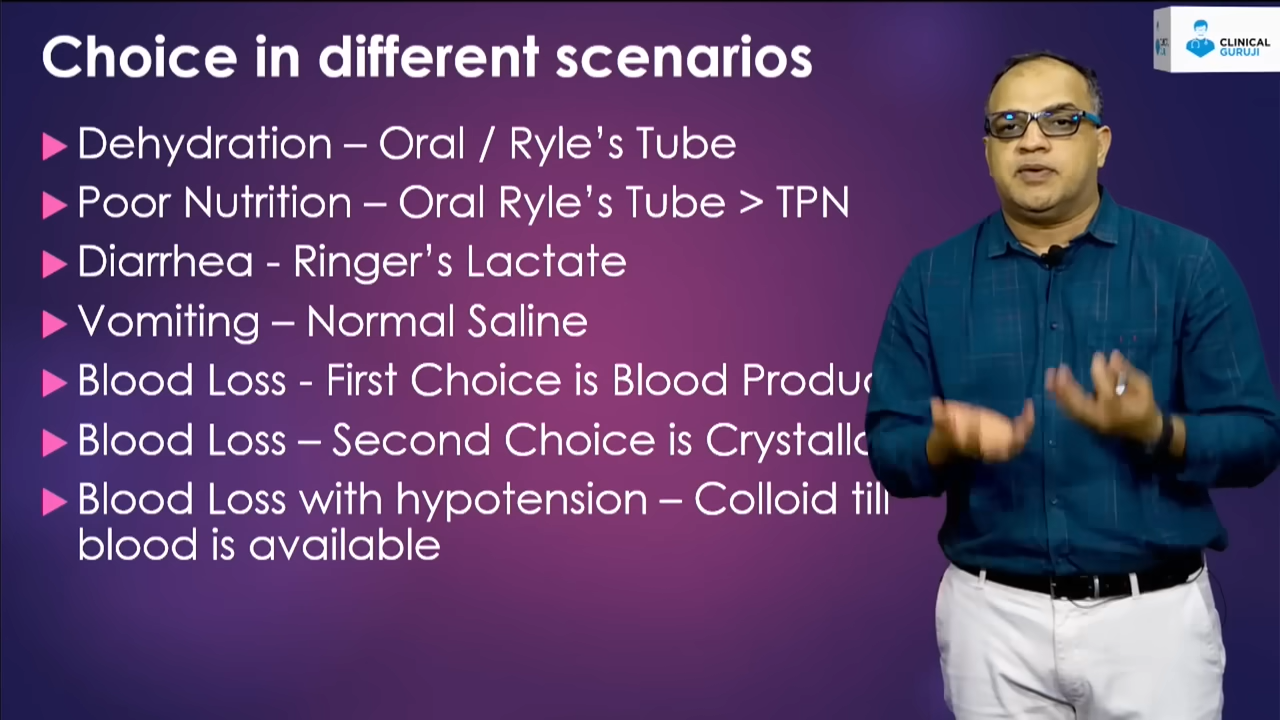 Choice in different scenarios
Dehydration – Oral / Ryle's Tube
Poor Nutrition – Oral Ryle's Tube > TPN
Diarrhea - Ringer's Lactate
Vomiting – Normal Saline
Blood Loss - First Choice is Blood
Blood Loss – Second Choice is
Blood Loss with hypotension – Colloid till
blood is available
CLINICAL
GURUJI